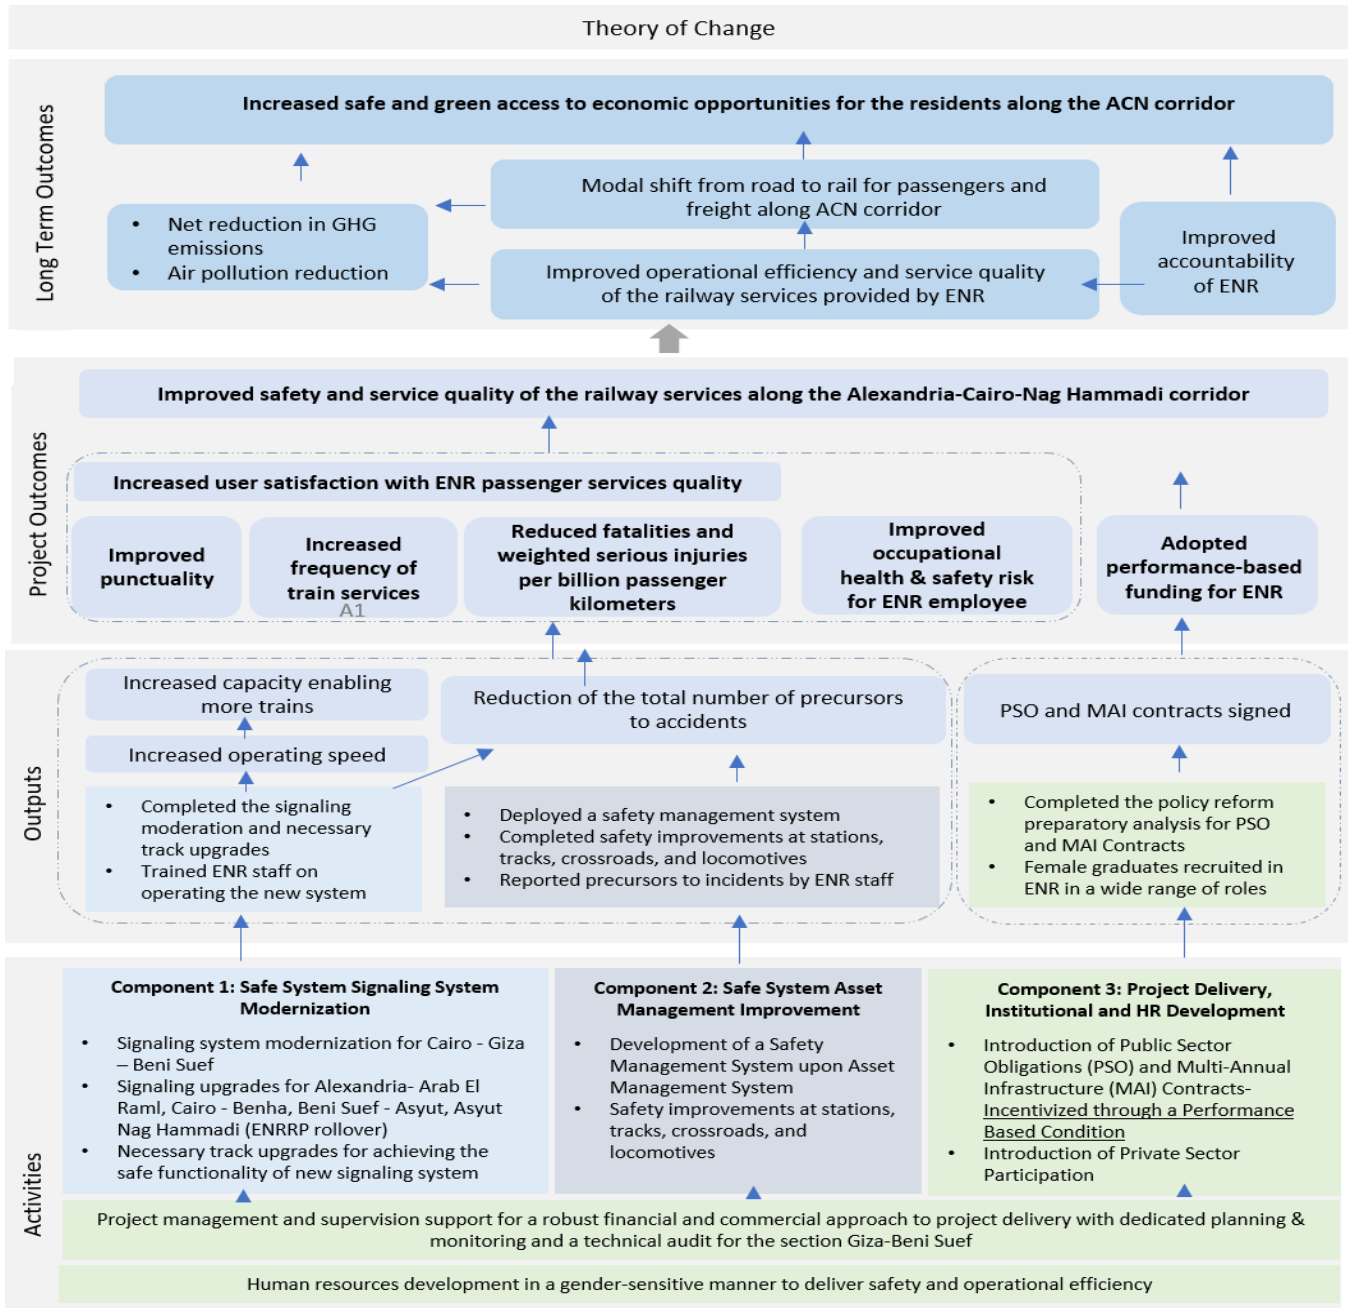 Theory of Change
Long Term Outcomes
Increased safe and green access to economic opportunities for the residents along the ACN corridor
Modal shift from road to rail for passengers and
freight along ACN corridor
• Net reduction in GHG
emissions
• Air pollution reduction
Improved operational efficiency and service quality
of the railway services provided by ENR
Improved
accountability
of ENR
Project Outcomes
Improved safety and service quality of the railway services along the Alexandria-Cairo-Nag Hammadi corridor
Increased user satisfaction with ENR passenger services quality
Improved
punctuality
Increased
frequency of
train services
A1
Reduced fatalities and
weighted serious injuries
per billion passenger
kilometers
Improved
occupational
health & safety risk
for ENR employee
Adopted
performance-based
funding for ENR
Outputs
Increased capacity enabling
more trains
Increased operating speed
Reduction of the total number of precursors
to accidents
PSO and MAI contracts signed
• Completed the signaling
moderation and necessary
track upgrades
• Trained ENR staff on
operating the new system
• Deployed a safety management system
• Completed safety improvements at stations,
tracks, crossroads, and locomotives
• Reported precursors to incidents by ENR staff
• Completed the policy reform
preparatory analysis for PSO
and MAI Contracts
• Female graduates recruited in
ENR in a wide range of roles
Activities
Component 1: Safe System Signaling System
Modernization
• Signaling system modernization for Cairo - Giza
– Beni Suef
• Signaling upgrades for Alexandria- Arab El
Raml, Cairo - Benha, Beni Suef - Asyut, Asyut
Nag Hammadi (ENRRP rollover)
• Necessary track upgrades for achieving the
safe functionality of new signaling system
Component 2: Safe System Asset
Management Improvement
• Development of a Safety
Management System upon Asset
Management System
• Safety improvements at stations,
tracks, crossroads, and
locomotives
Component 3: Project Delivery,
Institutional and HR Development
• Introduction of Public Sector
Obligations (PSO) and Multi-Annual
Infrastructure (MAI) Contracts-
Incentivized through a Performance
Based Condition
• Introduction of Private Sector
Participation
Project management and supervision support for a robust financial and commercial approach to project delivery with dedicated planning &
monitoring and a technical audit for the section Giza-Beni Suef
Human resources development in a gender-sensitive manner to deliver safety and operational efficiency